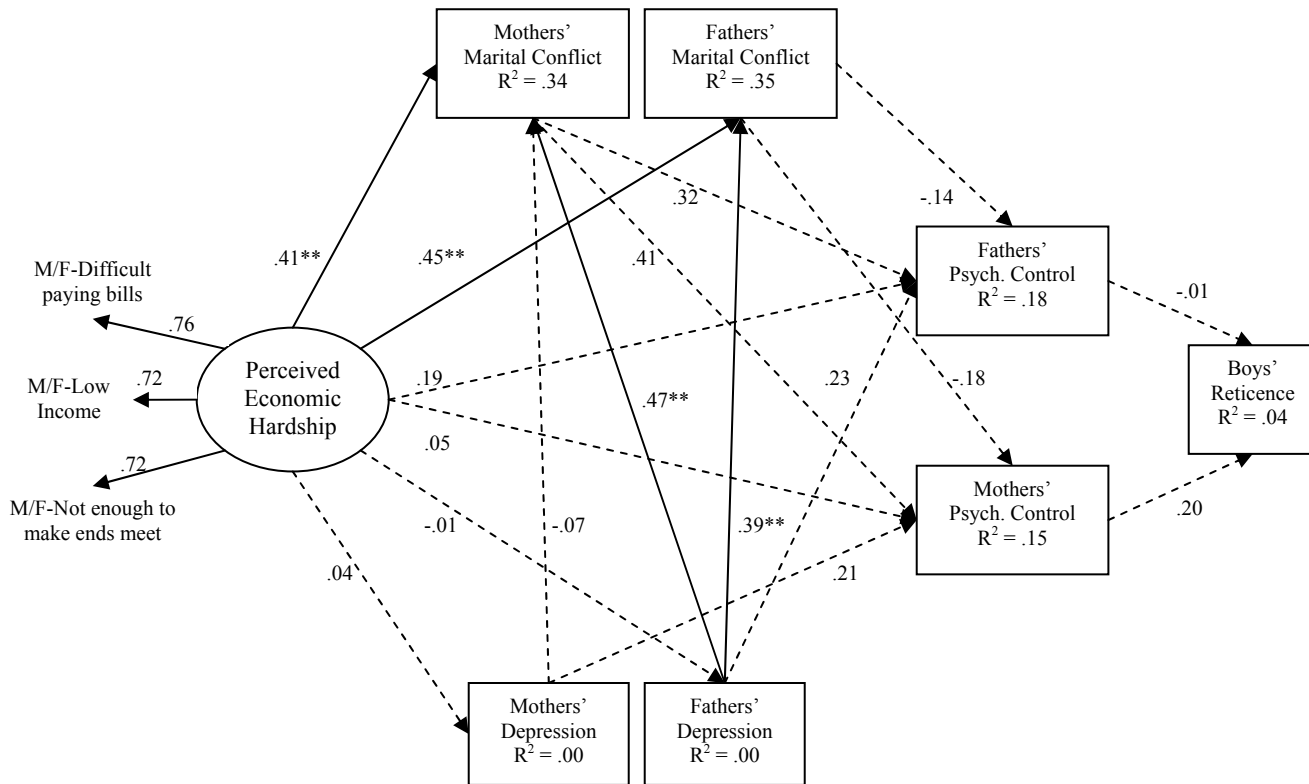 Mothers'
Marital Conflict
R² = .34
Fathers'
Marital Conflict
R² = .35
.32
-.14
.41**
.45**
.41
Fathers'
Psych. Control
R² = .18
-.01
M/F-Difficult
paying bills
.76
M/F-Low
Income
.72
Perceived
Economic
Hardship
.19
.47**
.23
-.18
Boys'
Reticence
R² = .04
.05
.72
M/F-Not enough to
make ends meet
-.01
-.07
.39**
Mothers'
Psych. Control
R² = .15
.20
.04
.21
Mothers'
Depression
R² = .00
Fathers'
Depression
R² = .00